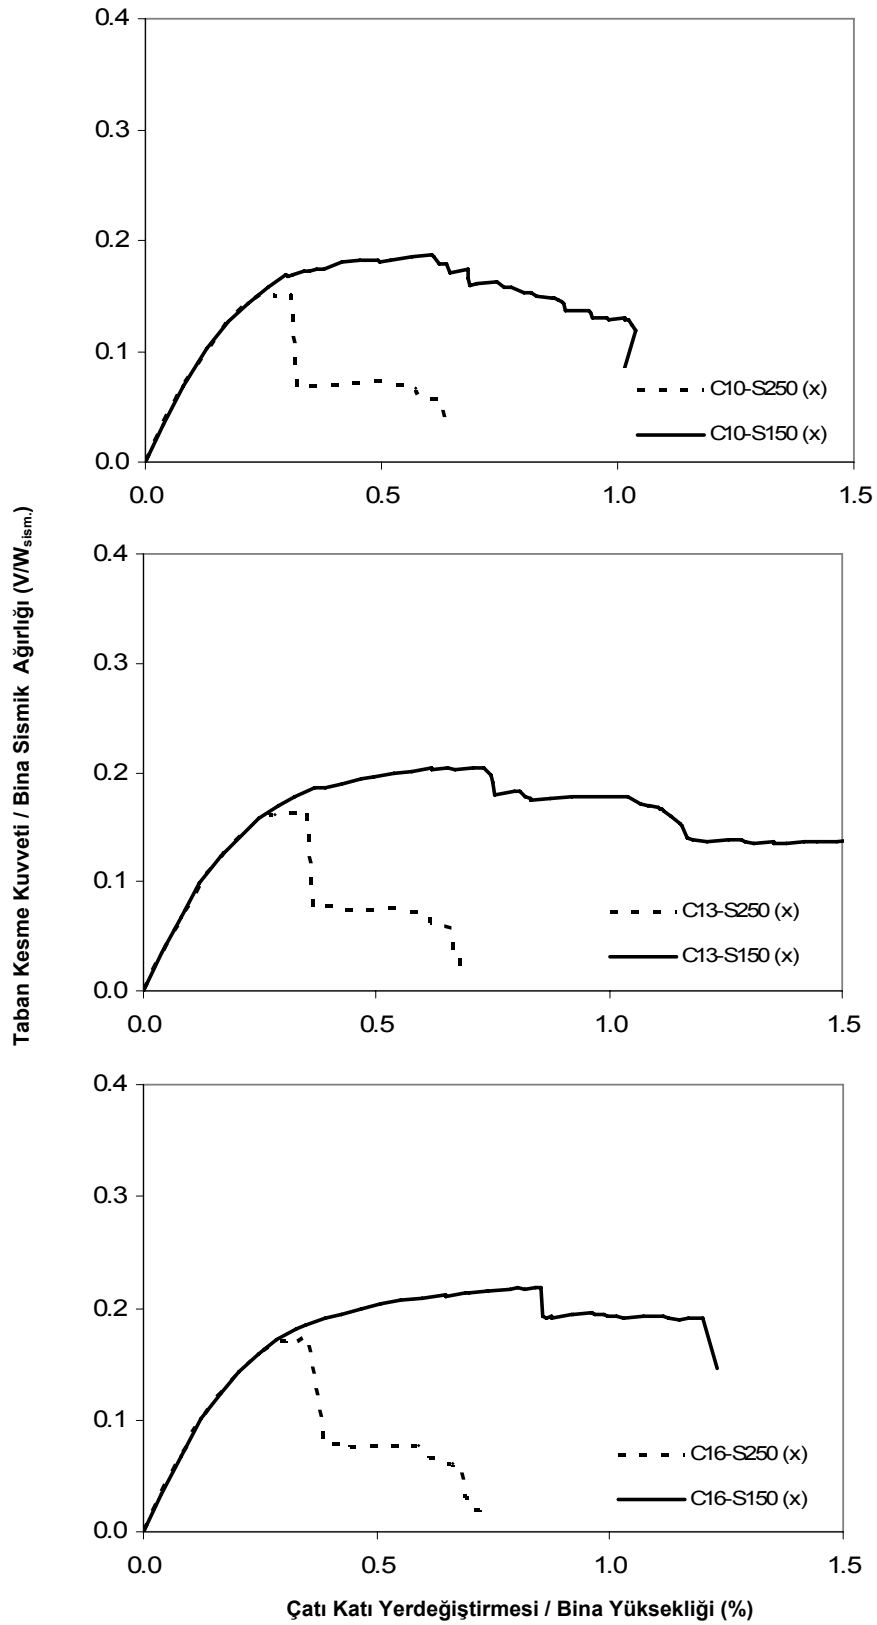 0.4
0.3
0.2
0.1
0.0
0.0 0.5 1.0 1.5
C10-S250 (x)
C10-S150 (x)
0.4
0.3
0.2
0.1
0.0
0.0 0.5 1.0 1.5
C13-S250 (x)
C13-S150 (x)
0.4
0.3
0.2
0.1
0.0
0.0 0.5 1.0 1.5
C16-S250 (x)
C16-S150 (x)
Taban Kesme Kuvveti / Bina Sismik Ağırlığı (V/Wsism.)
Çatı Katı Yerdeğiştirmesi / Bina Yüksekliği (%)